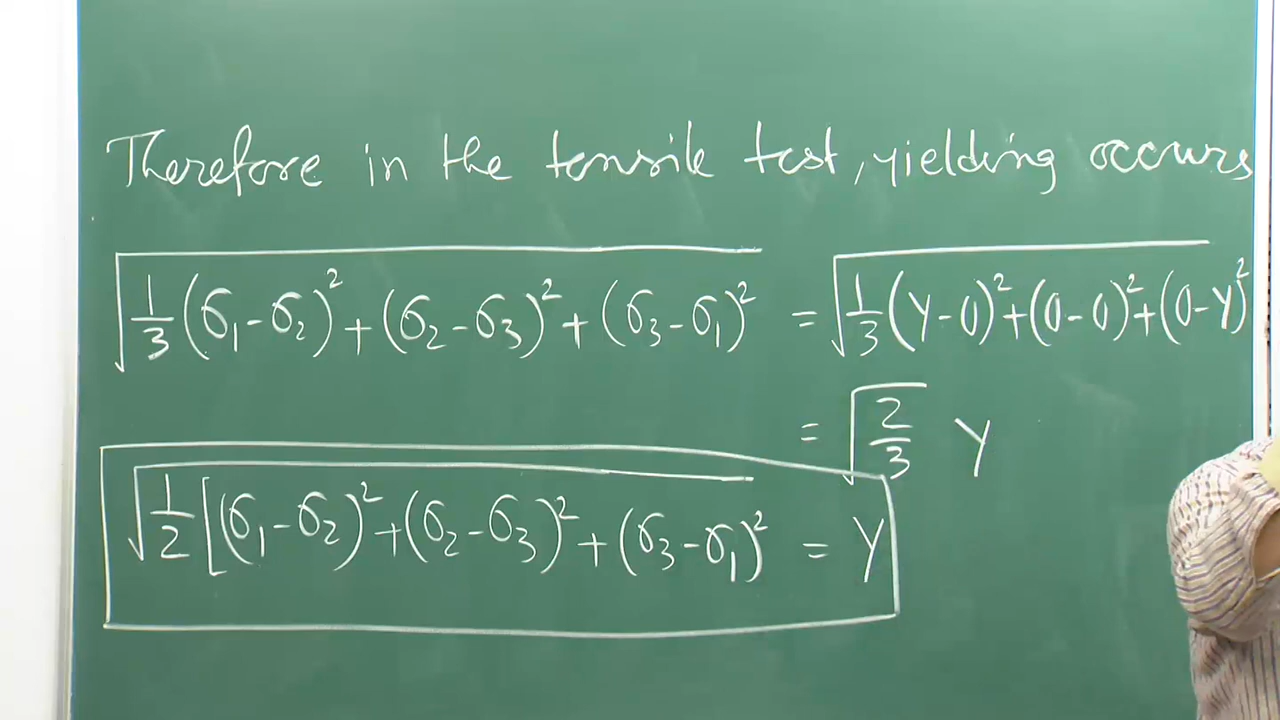 Therefore in the tensile test, yielding occurs
√(1/3 (σ₁-σ₂)² + (σ₂-σ₃)² + (σ₃-σ₁)²) = √(1/3 (Y-0)²+(0-0)²+(0-Y)²)
= √(2/3) Y
√(1/2 [(σ₁-σ₂)²+(σ₂-σ₃)²+(σ₃-σ₁)²) = Y